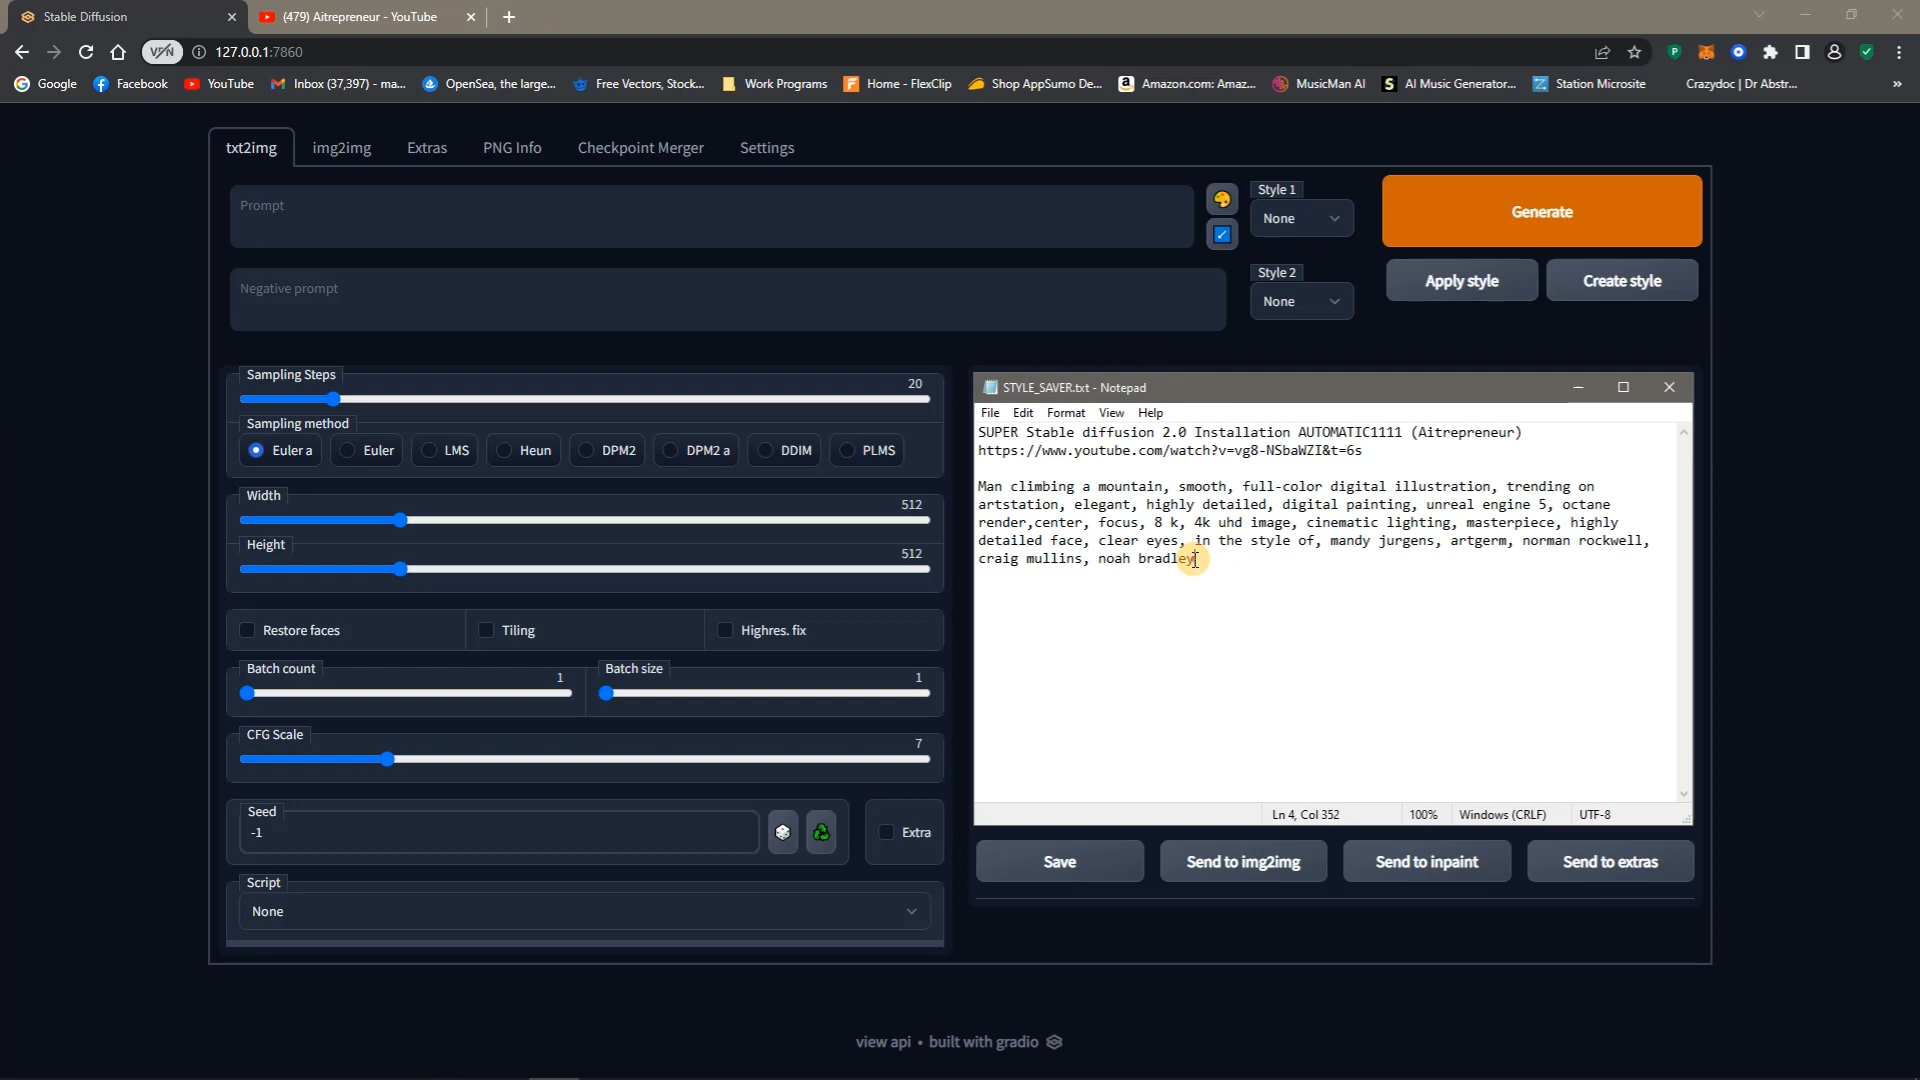 Stable Diffusion
(479) Aitrepreneur - YouTube
VPN
127.0.0.1:7860
Google
Facebook
YouTube
Inbox (37,397) - ma...
OpenSea, the large...
Free Vectors, Stock...
Work Programs
Home - FlexClip
Shop AppSumo De...
Amazon.com: Amaz...
MusicMan AI
AI Music Generator...
Station Microsite
Crazydoc | Dr Abstr...
»
txt2img
img2img
Extras
PNG Info
Checkpoint Merger
Settings
Prompt
Style 1
None
Generate
Negative prompt
Style 2
None
Apply style
Create style
Sampling Steps
20
Sampling method
Euler a
Euler
LMS
Heun
DPM2
DPM2 a
DDIM
PLMS
Width
512
Height
512
Restore faces
Tiling
Highres. fix
Batch count
1
Batch size
1
CFG Scale
7
Seed
-1
Extra
Script
None
STYLE_SAVER.txt - Notepad
File Edit Format View Help
SUPER Stable diffusion 2.0 Installation AUTOMATIC1111 (Aitrepreneur)
https://www.youtube.com/watch?v=vg8-NSbaWZI&t=6s
Man climbing a mountain, smooth, full-color digital illustration, trending on
artstation, elegant, highly detailed, digital painting, unreal engine 5, octane
render,center, focus, 8 k, 4k uhd image, cinematic lighting, masterpiece, highly
detailed face, clear eyes, in the style of, mandy jurgens, artgerm, norman rockwell,
craig mullins, noah bradley
Ln 4, Col 352
100%
Windows (CRLF)
UTF-8
Save
Send to img2img
Send to inpaint
Send to extras
view api • built with gradio